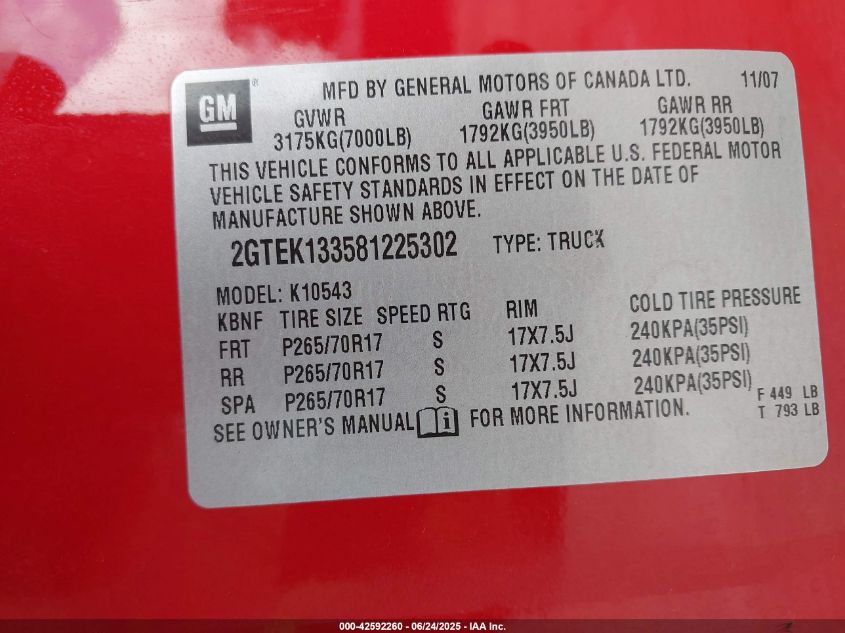 GM ®
MFD BY GENERAL MOTORS OF CANADA LTD. 11/07
GVWR GAWR FRT GAWR RR
3175KG(7000LB) 1792KG(3950LB) 1792KG(3950LB)
THIS VEHICLE CONFORMS TO ALL APPLICABLE U.S. FEDERAL MOTOR
VEHICLE SAFETY STANDARDS IN EFFECT ON THE DATE OF
MANUFACTURE SHOWN ABOVE.
2GTEK133581225302 TYPE: TRUCK
MODEL: K10543
KBNF TIRE SIZE SPEED RTG RIM COLD TIRE PRESSURE
FRT P265/70R17 S 17X7.5J 240KPA(35PSI)
RR P265/70R17 S 17X7.5J 240KPA(35PSI)
SPA P265/70R17 S 17X7.5J 240KPA(35PSI)
SEE OWNER'S MANUAL i FOR MORE INFORMATION.
F 449 LB
T 793 LB
000-42592260 - 06/24/2025 - IAA Inc.